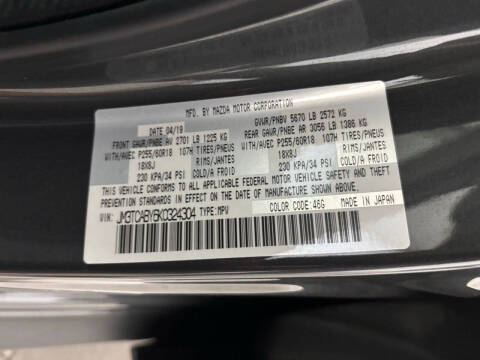 MFD. BY MAZDA MOTOR CORPORATION
DATE 04/19 GVWR/PNBV 5670 LB 2572 KG
FRONT GAWR/PNBE AV 2701 LB 1225 KG REAR GAWR/PNBE AR 3056 LB 1386 KG
WITH/AVEC P255/60R18 107H TIRES/PNEUS WITH/AVEC P255/60R18 107H TIRES/PNEUS
18X8J RIMS/JANTES 18X8J RIMS/JANTES
230 KPA/34 PSI COLD/A FROID 230 KPA/34 PSI COLD/A FROID
THIS VEHICLE CONFORMS TO ALL APPLICABLE FEDERAL MOTOR VEHICLE SAFETY AND THEFT
PREVENTION STANDARDS IN EFFECT ON THE DATE OF MANUFACTURE SHOWN ABOVE.
VIN: JM3TCABY6K0324304 TYPE:MPV COLOR CODE:46G MADE IN JAPAN